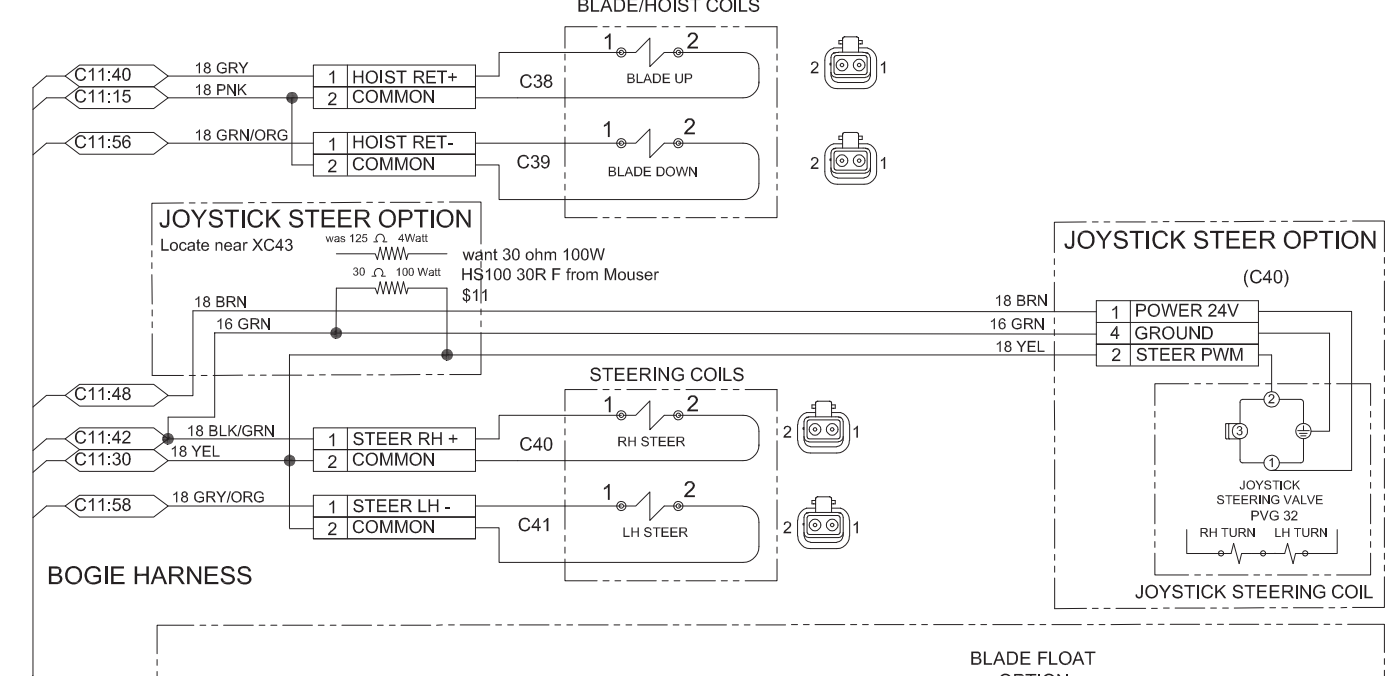 BLADE/HOIST COILS
C11:40 18 GRY 1 HOIST RET+ C38 1 2 BLADE UP 2 1
C11:15 18 PNK 2 COMMON
C11:56 18 GRN/ORG 1 HOIST RET- C39 1 2 BLADE DOWN 2 1
2 COMMON
JOYSTICK STEER OPTION
Locate near XC43
was 125 Ω 4Watt
30 Ω 100 Watt
want 30 ohm 100W
HS100 30R F from Mouser
$11
18 BRN
16 GRN
JOYSTICK STEER OPTION
(C40)
18 BRN 1 POWER 24V
16 GRN 4 GROUND
18 YEL 2 STEER PWM
C11:48
STEERING COILS
C11:42 18 BLK/GRN 1 STEER RH + C40 1 2 RH STEER 2 1
C11:30 18 YEL 2 COMMON
C11:58 18 GRY/ORG 1 STEER LH - C41 1 2 LH STEER 2 1
2 COMMON
2
3
1
JOYSTICK
STEERING VALVE
PVG 32
RH TURN LH TURN
JOYSTICK STEERING COIL
BOGIE HARNESS
BLADE FLOAT
OPTION